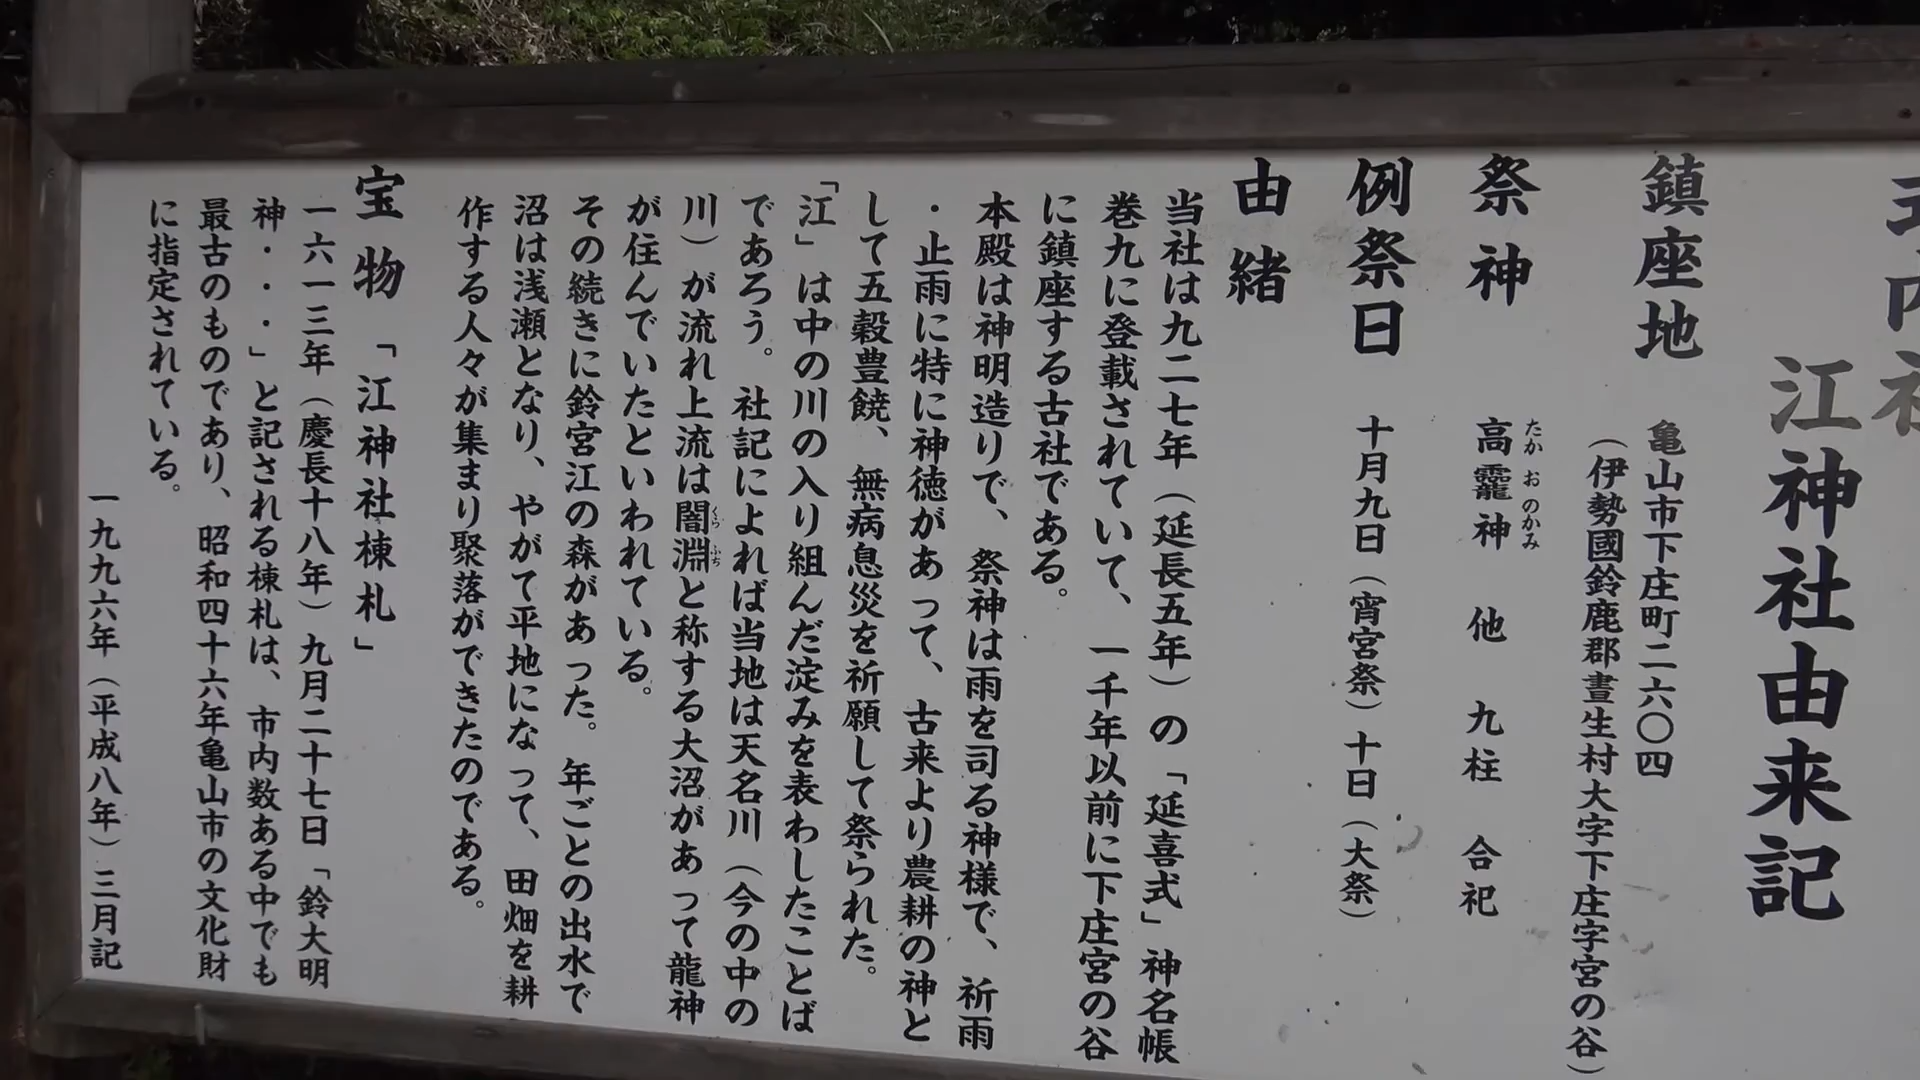 式内社
江神社由来記
鎮座地
亀山市下庄町二六〇四
(伊勢國鈴鹿郡晝生村大字下庄字宮の谷)
祭神
高龗神 他 九柱 合祀
たか おのかみ
例祭日
十月九日(宵宮祭)十日(大祭)
由緒
当社は九二七年(延長五年)の「延喜式」神名帳
巻九に登載されていて、一千年以前に下庄宮の谷
に鎮座する古社である。
本殿は神明造りで、祭神は雨を司る神様で、祈雨
・止雨に特に神徳があって、古来より農耕の神と
して五穀豊饒、無病息災を祈願して祭られた。
「江」は中の川の入り組んだ淀みを表わしたことば
であろう。社記によれば当地は天名川(今の中の
川)が流れ上流は闇淵と称する大沼があって龍神
くら ふち
が住んでいたといわれている。
その続きに鈴宮江の森があった。年ごとの出水で
沼は浅瀬となり、やがて平地になって、田畑を耕
作する人々が集まり聚落ができたのである。
宝物「江神社棟札」
一六一三年(慶長十八年)九月二十七日「鈴大明
神・・・」と記される棟札は、市内数ある中でも
最古のものであり、昭和四十六年亀山市の文化財
に指定されている。
一九九六年(平成八年)三月記